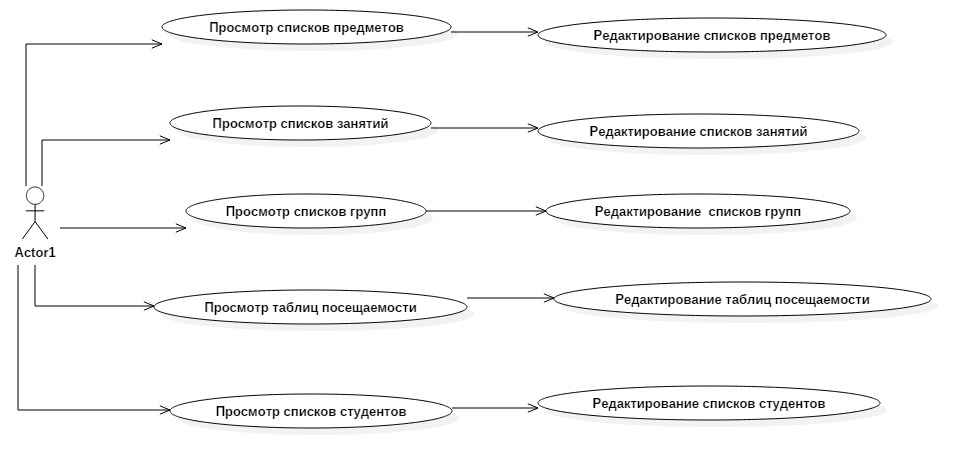 Просмотр списков предметов
Редактирование списков предметов
Просмотр списков занятий
Редактирование списков занятий
Просмотр списков групп
Редактирование  списков групп
Actor1
Просмотр таблиц посещаемости
Редактирование таблиц посещаемости
Просмотр списков студентов
Редактирование списков студентов